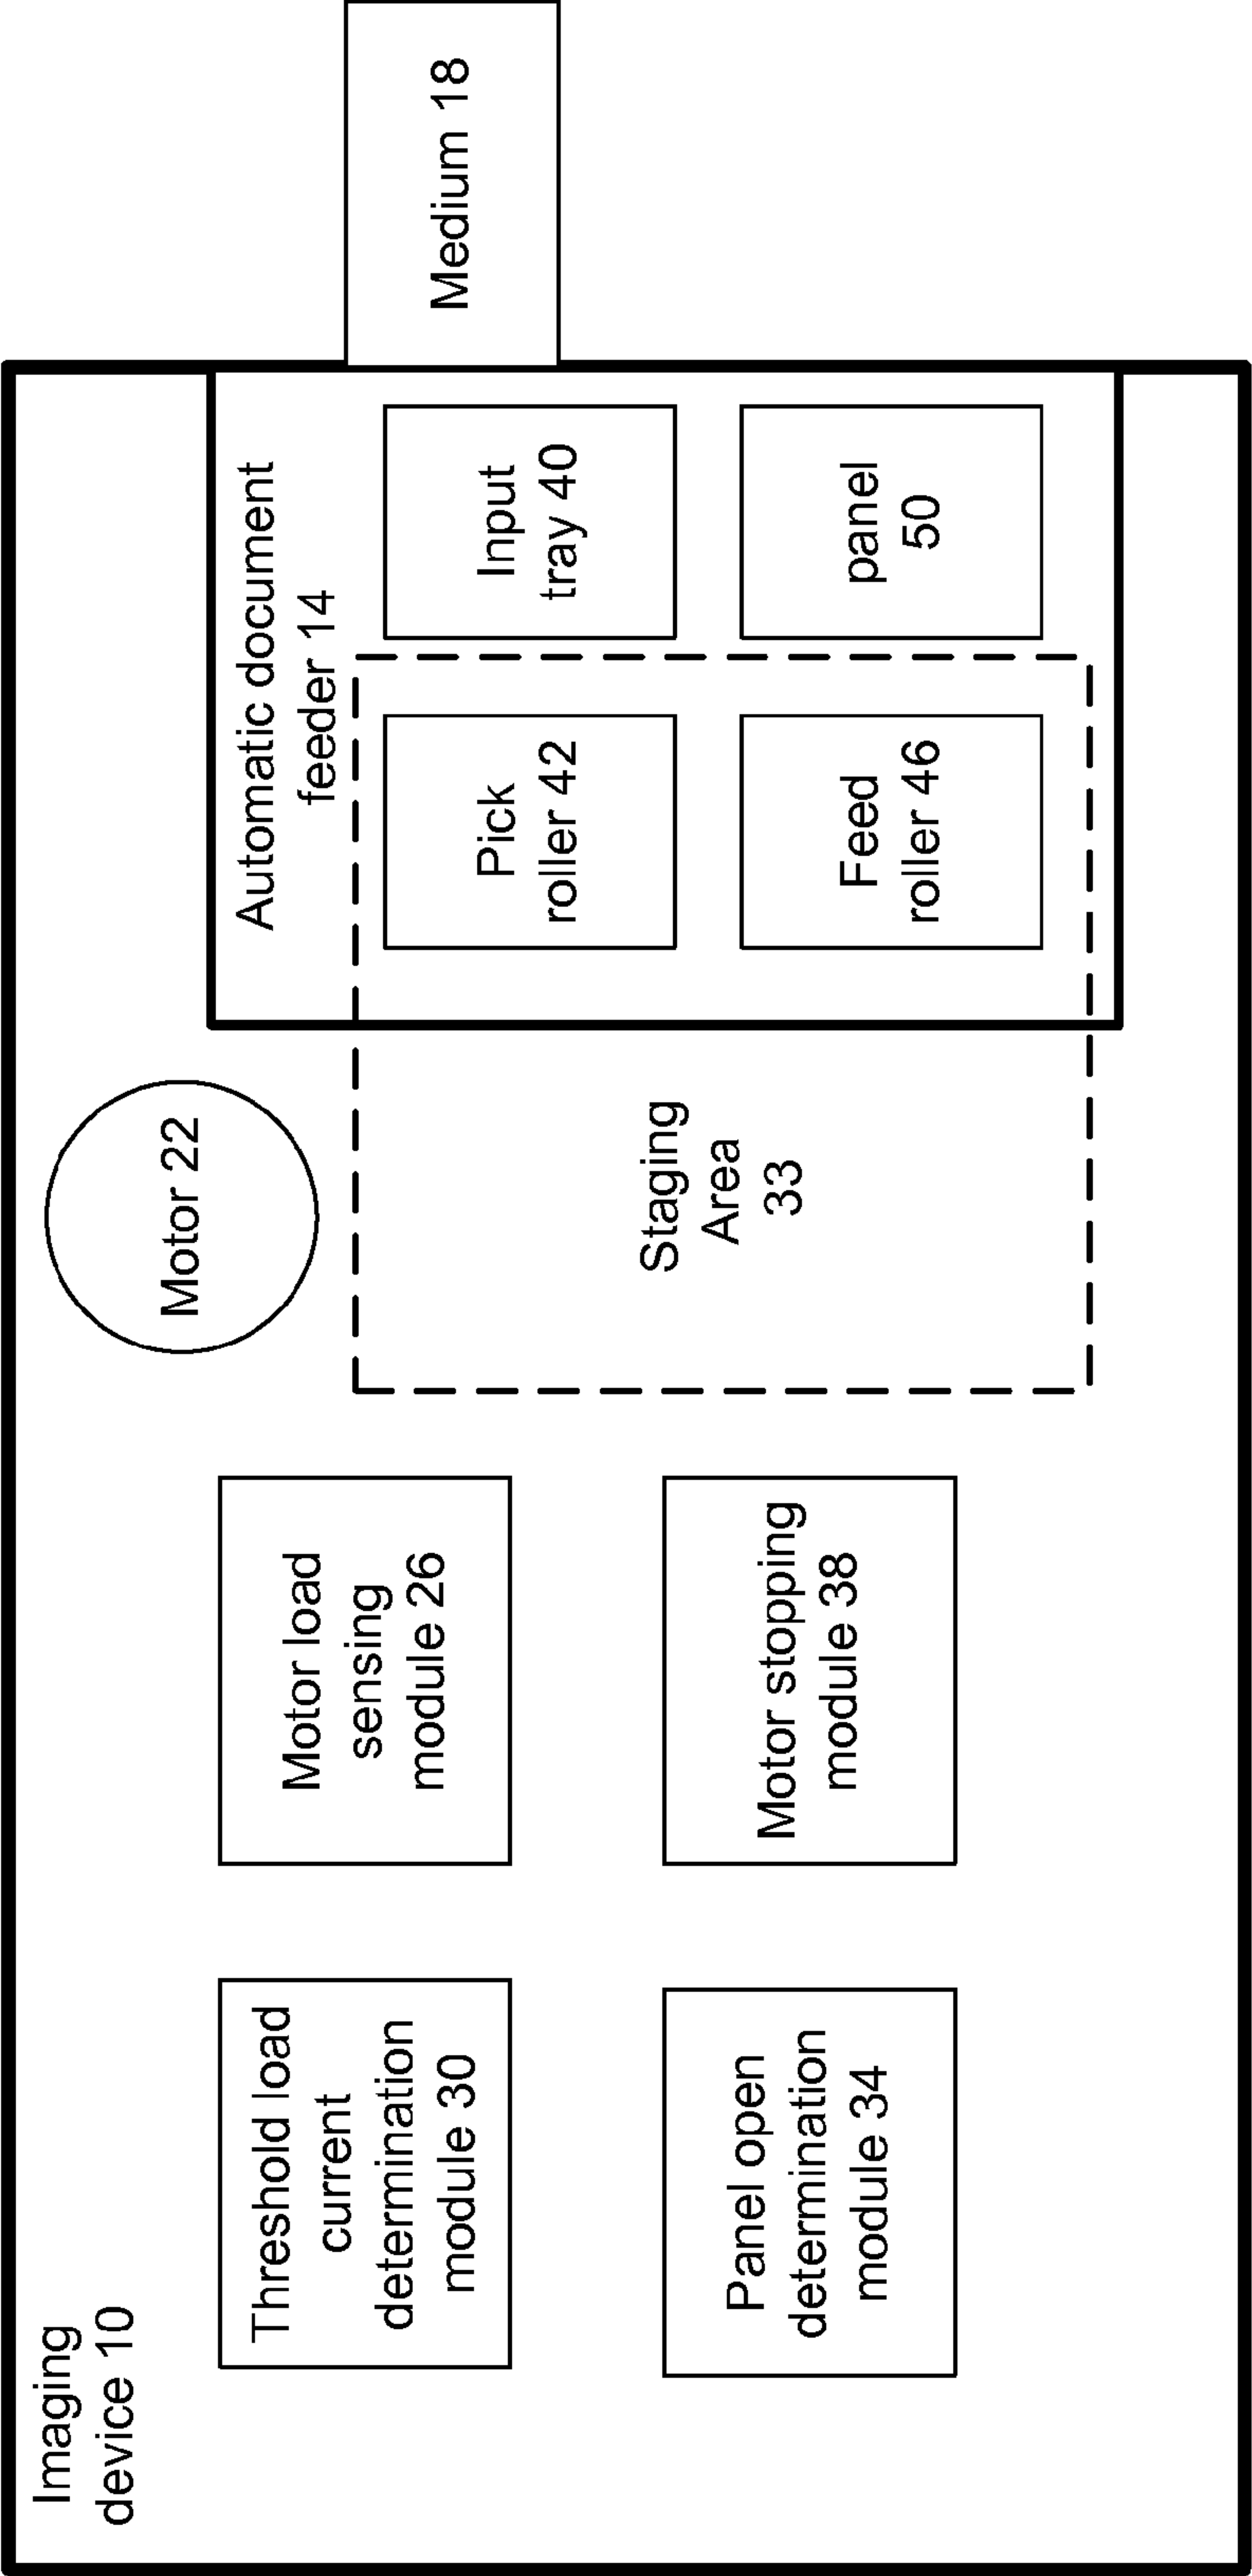 Imaging
device 10
Threshold load
current
determination
module 30
Motor load
sensing
module 26
Motor 22
Automatic document
feeder 14
Pick
roller 42
Input
tray 40
Medium 18
Panel open
determination
module 34
Motor stopping
module 38
Staging
Area
33
Feed
roller 46
panel
50